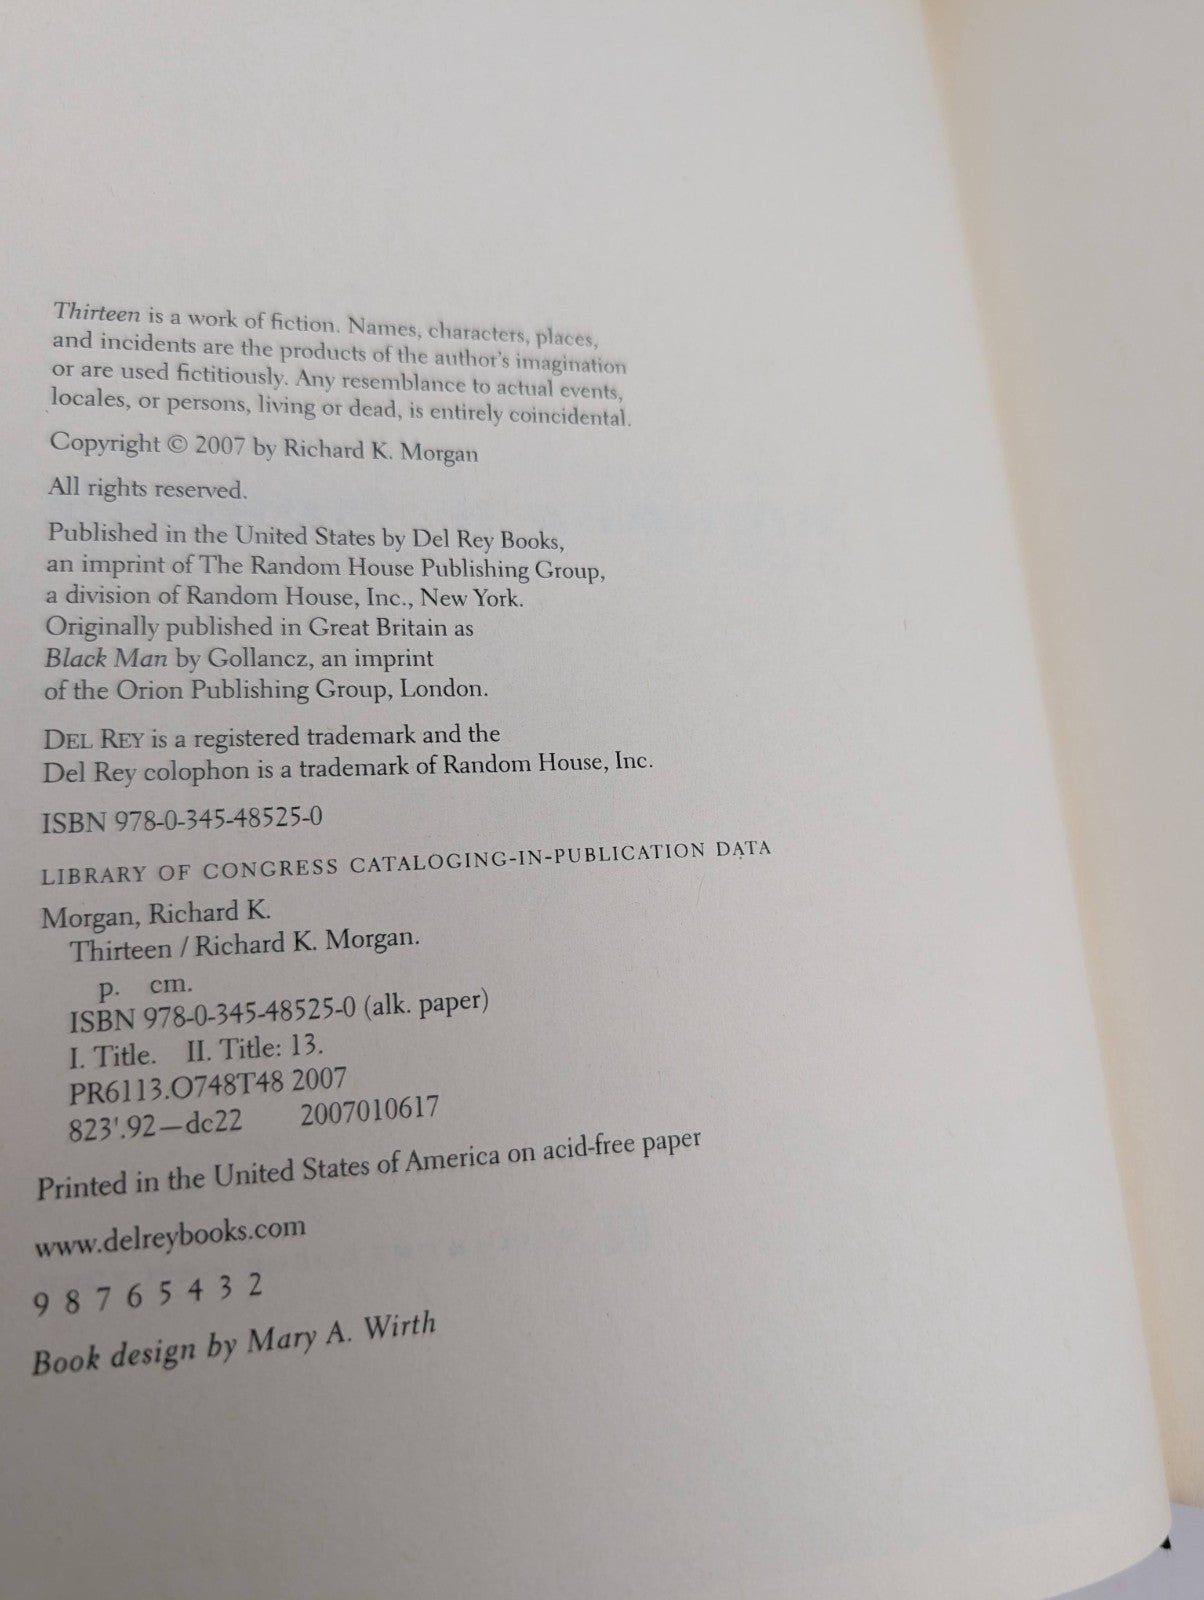 Thirteen is a work of fiction. Names, characters, places,
and incidents are the products of the author's imagination
or are used fictitiously. Any resemblance to actual events,
locales, or persons, living or dead, is entirely coincidental.
Copyright © 2007 by Richard K. Morgan
All rights reserved.
Published in the United States by Del Rey Books,
an imprint of The Random House Publishing Group,
a division of Random House, Inc., New York.
Originally published in Great Britain as
Black Man by Gollancz, an imprint
of the Orion Publishing Group, London.
DEL REY is a registered trademark and the
Del Rey colophon is a trademark of Random House, Inc.
ISBN 978-0-345-48525-0
LIBRARY OF CONGRESS CATALOGING-IN-PUBLICATION DATA
Morgan, Richard K.
Thirteen / Richard K. Morgan.
p. cm.
ISBN 978-0-345-48525-0 (alk. paper)
I. Title. II. Title: 13.
PR6113.O748T48 2007
823'.92—dc22 2007010617
Printed in the United States of America on acid-free paper
www.delreybooks.com
9 8 7 6 5 4 3 2
Book design by Mary A. Wirth